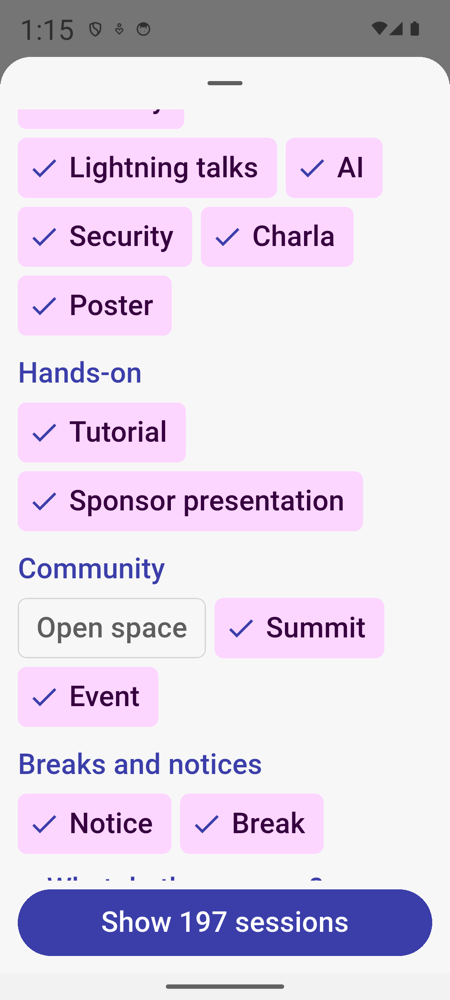 1:15
Lightning talks
AI
Security
Charla
Poster
Hands-on
Tutorial
Sponsor presentation
Community
Open space
Summit
Event
Breaks and notices
Notice
Break
Show 197 sessions